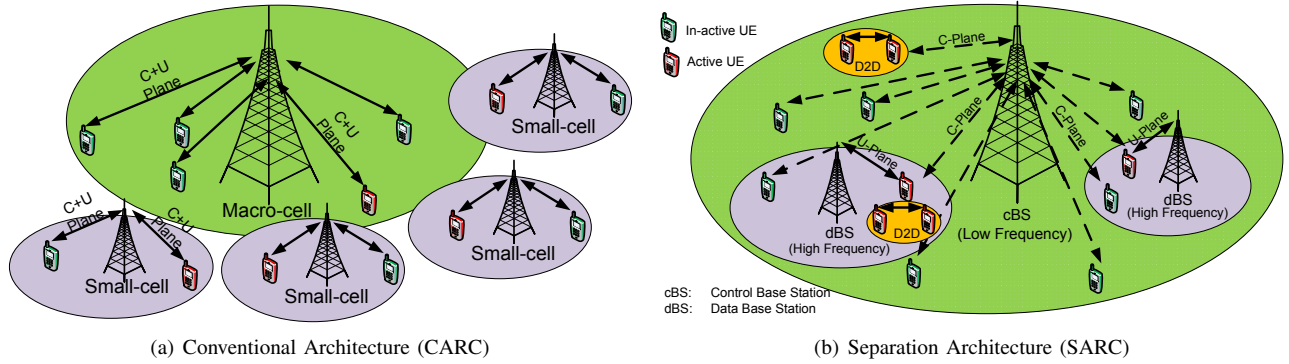 C+U
Plane
C+U
Plane
Macro-cell
Small-cell
Small-cell
C+U
Plane
C+U
Plane
Small-cell
Small-cell
(a) Conventional Architecture (CARC)
In-active UE
Active UE
D2D
C-Plane
C-Plane
C-Plane
U-Plane
U-Plane
D2D
dBS
(High Frequency)
cBS
(Low Frequency)
dBS
(High Frequency)
cBS: Control Base Station
dBS: Data Base Station
(b) Separation Architecture (SARC)